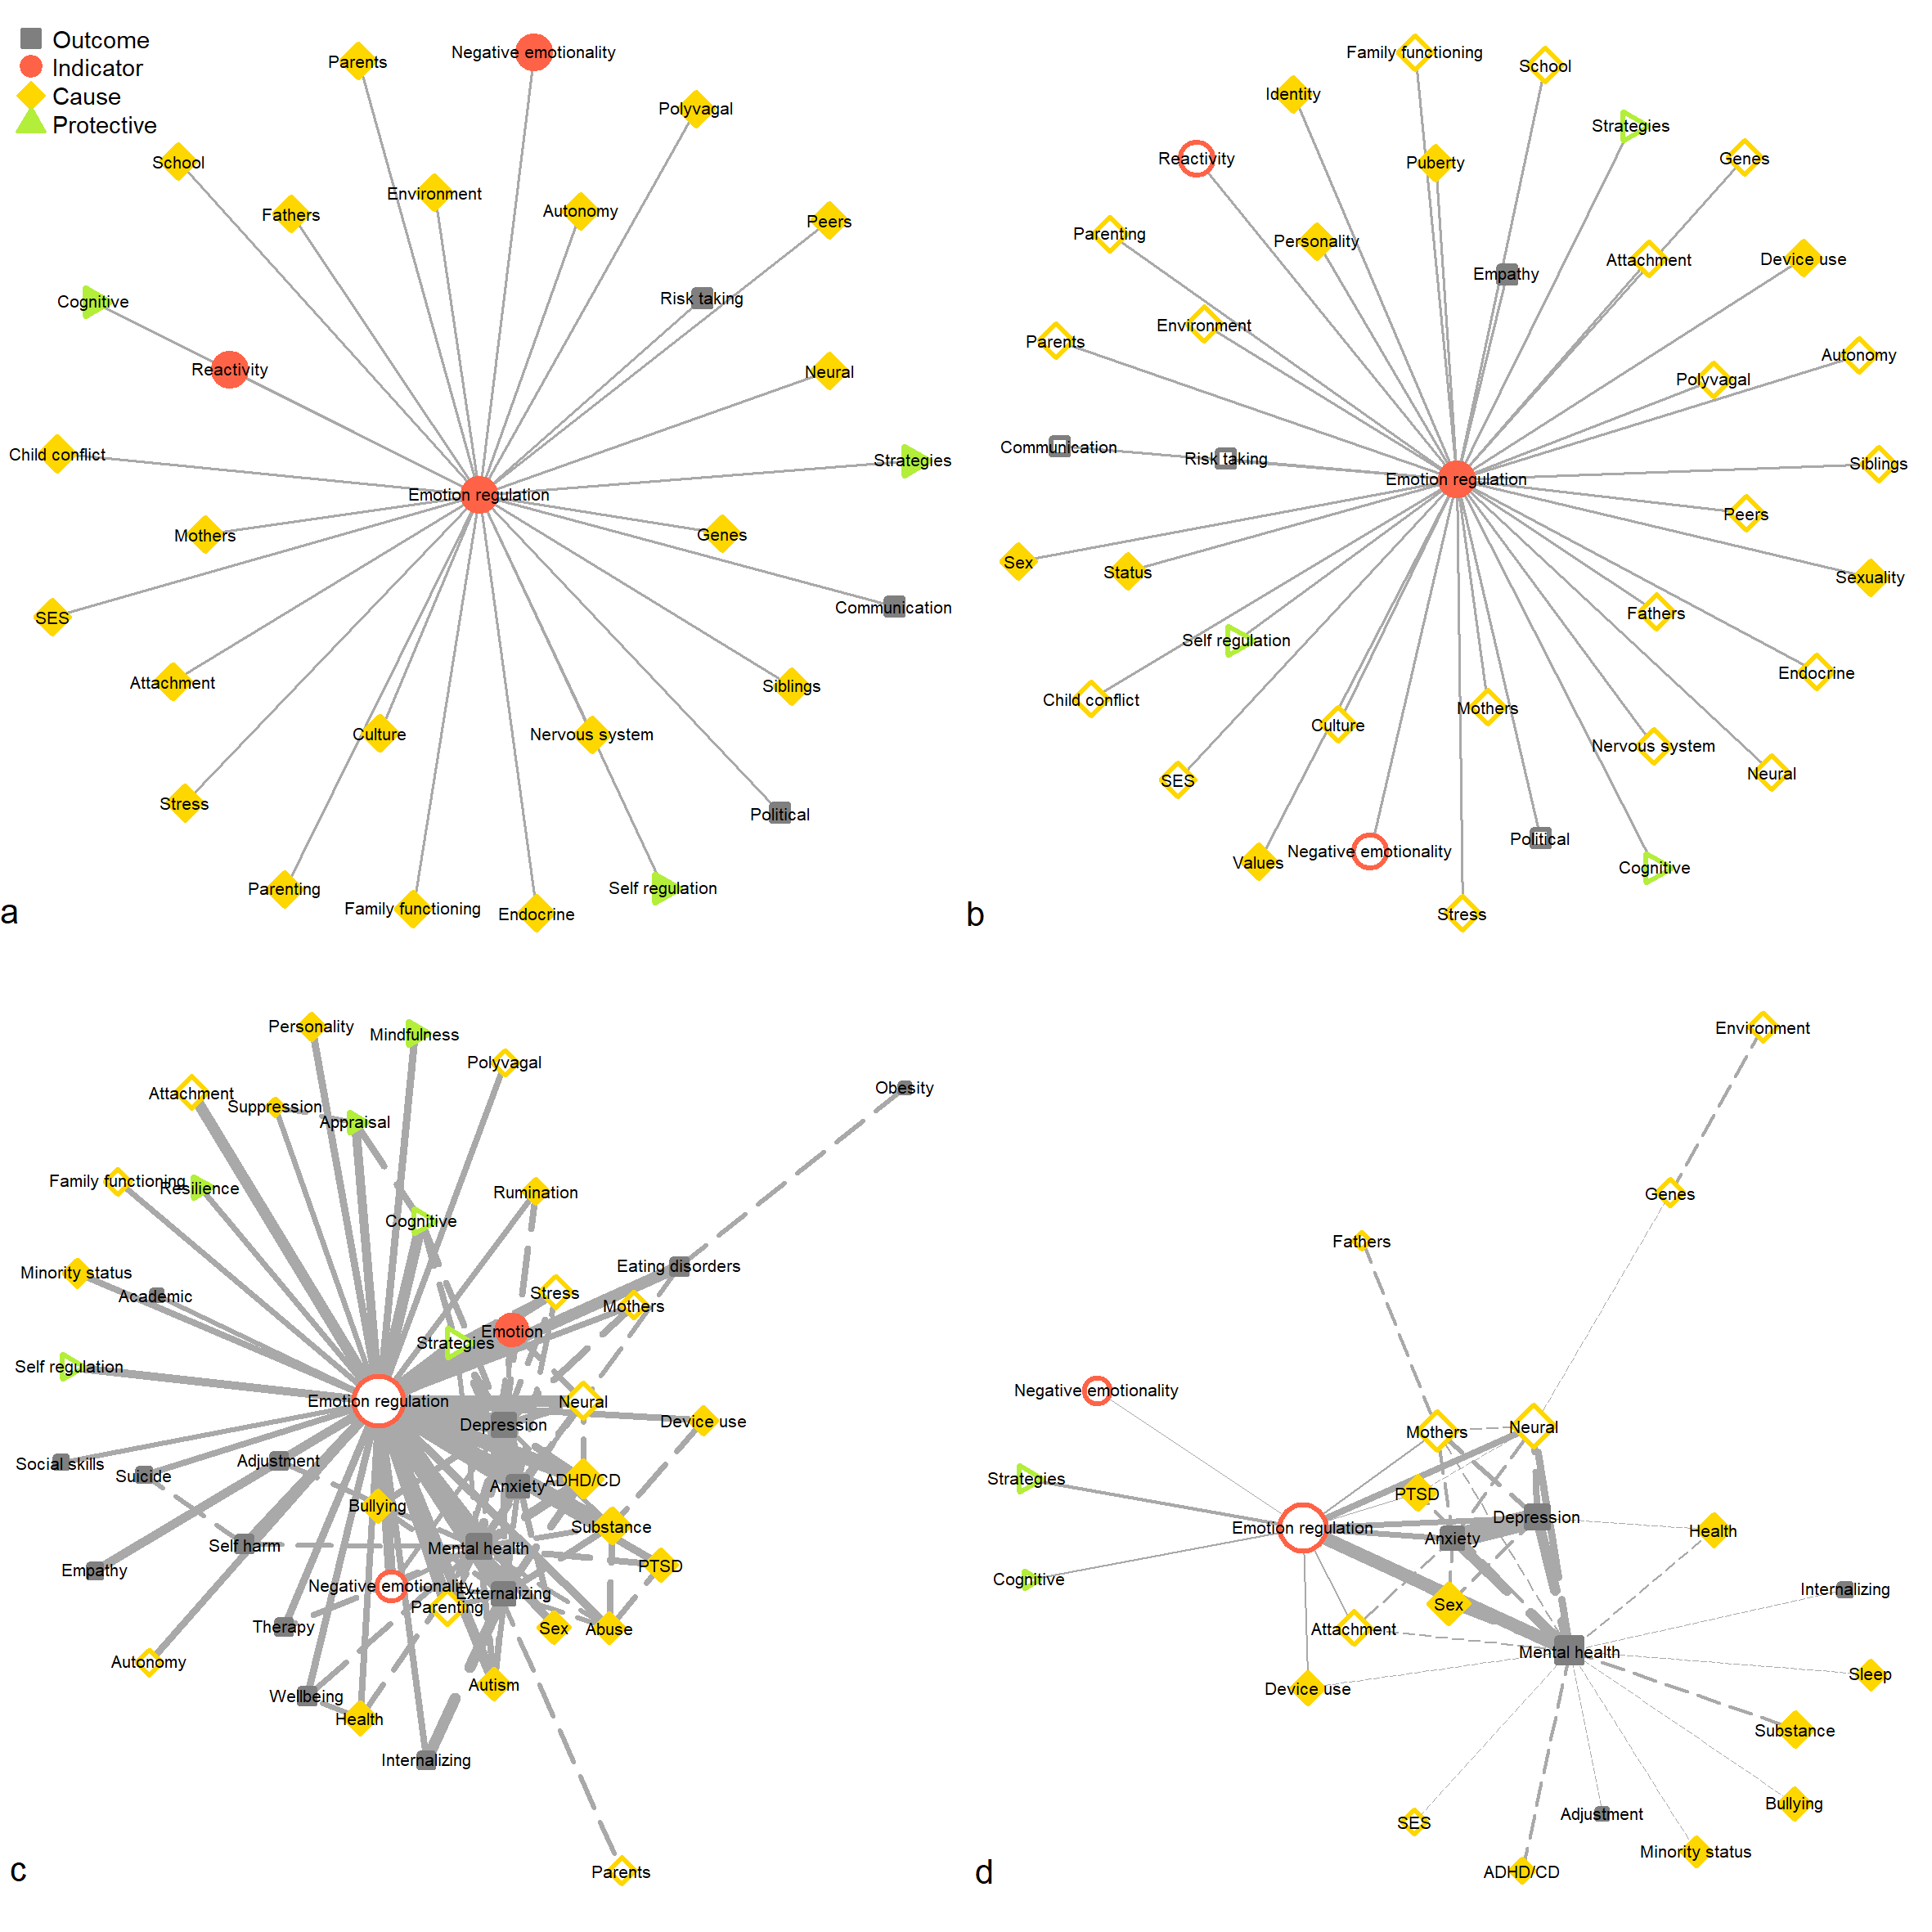 Outcome
Indicator
Cause
Protective
Parents
Negative emotionality
Polyvagal
School
Environment
Autonomy
Fathers
Peers
Cognitive
Risk taking
Reactivity
Neural
Child conflict
Strategies
Emotion regulation
Mothers
Genes
Communication
SES
Attachment
Siblings
Culture
Nervous system
Stress
Political
Parenting
Self regulation
Family functioning
Endocrine
a
Family functioning
School
Identity
Strategies
Reactivity
Puberty
Genes
Parenting
Personality
Attachment
Device use
Empathy
Environment
Parents
Autonomy
Polyvagal
Communication
Risk taking
Siblings
Emotion regulation
Peers
Sex
Status
Sexuality
Fathers
Self regulation
Endocrine
Child conflict
Mothers
Culture
Nervous system
Neural
SES
Political
Negative emotionality
Values
Cognitive
Stress
b
Personality
Mindfulness
Polyvagal
Obesity
Attachment
Suppression
Appraisal
Family functioning
Resilience
Rumination
Cognitive
Minority status
Eating disorders
Academic
Stress
Mothers
Emotion
Strategies
Self regulation
Emotion regulation
Neural
Depression
Device use
Social skills
Adjustment
Suicide
Anxiety
ADHD/CD
Bullying
Substance
Self harm
Mental health
PTSD
Empathy
Negative emotionality
Externalizing
Parenting
Therapy
Sex
Abuse
Autonomy
Autism
Wellbeing
Health
Internalizing
Parents
c
Environment
Genes
Fathers
Negative emotionality
Mothers
Neural
Strategies
PTSD
Emotion regulation
Depression
Anxiety
Health
Cognitive
Internalizing
Sex
Attachment
Mental health
Sleep
Device use
Substance
Bullying
Adjustment
SES
Minority status
ADHD/CD
d